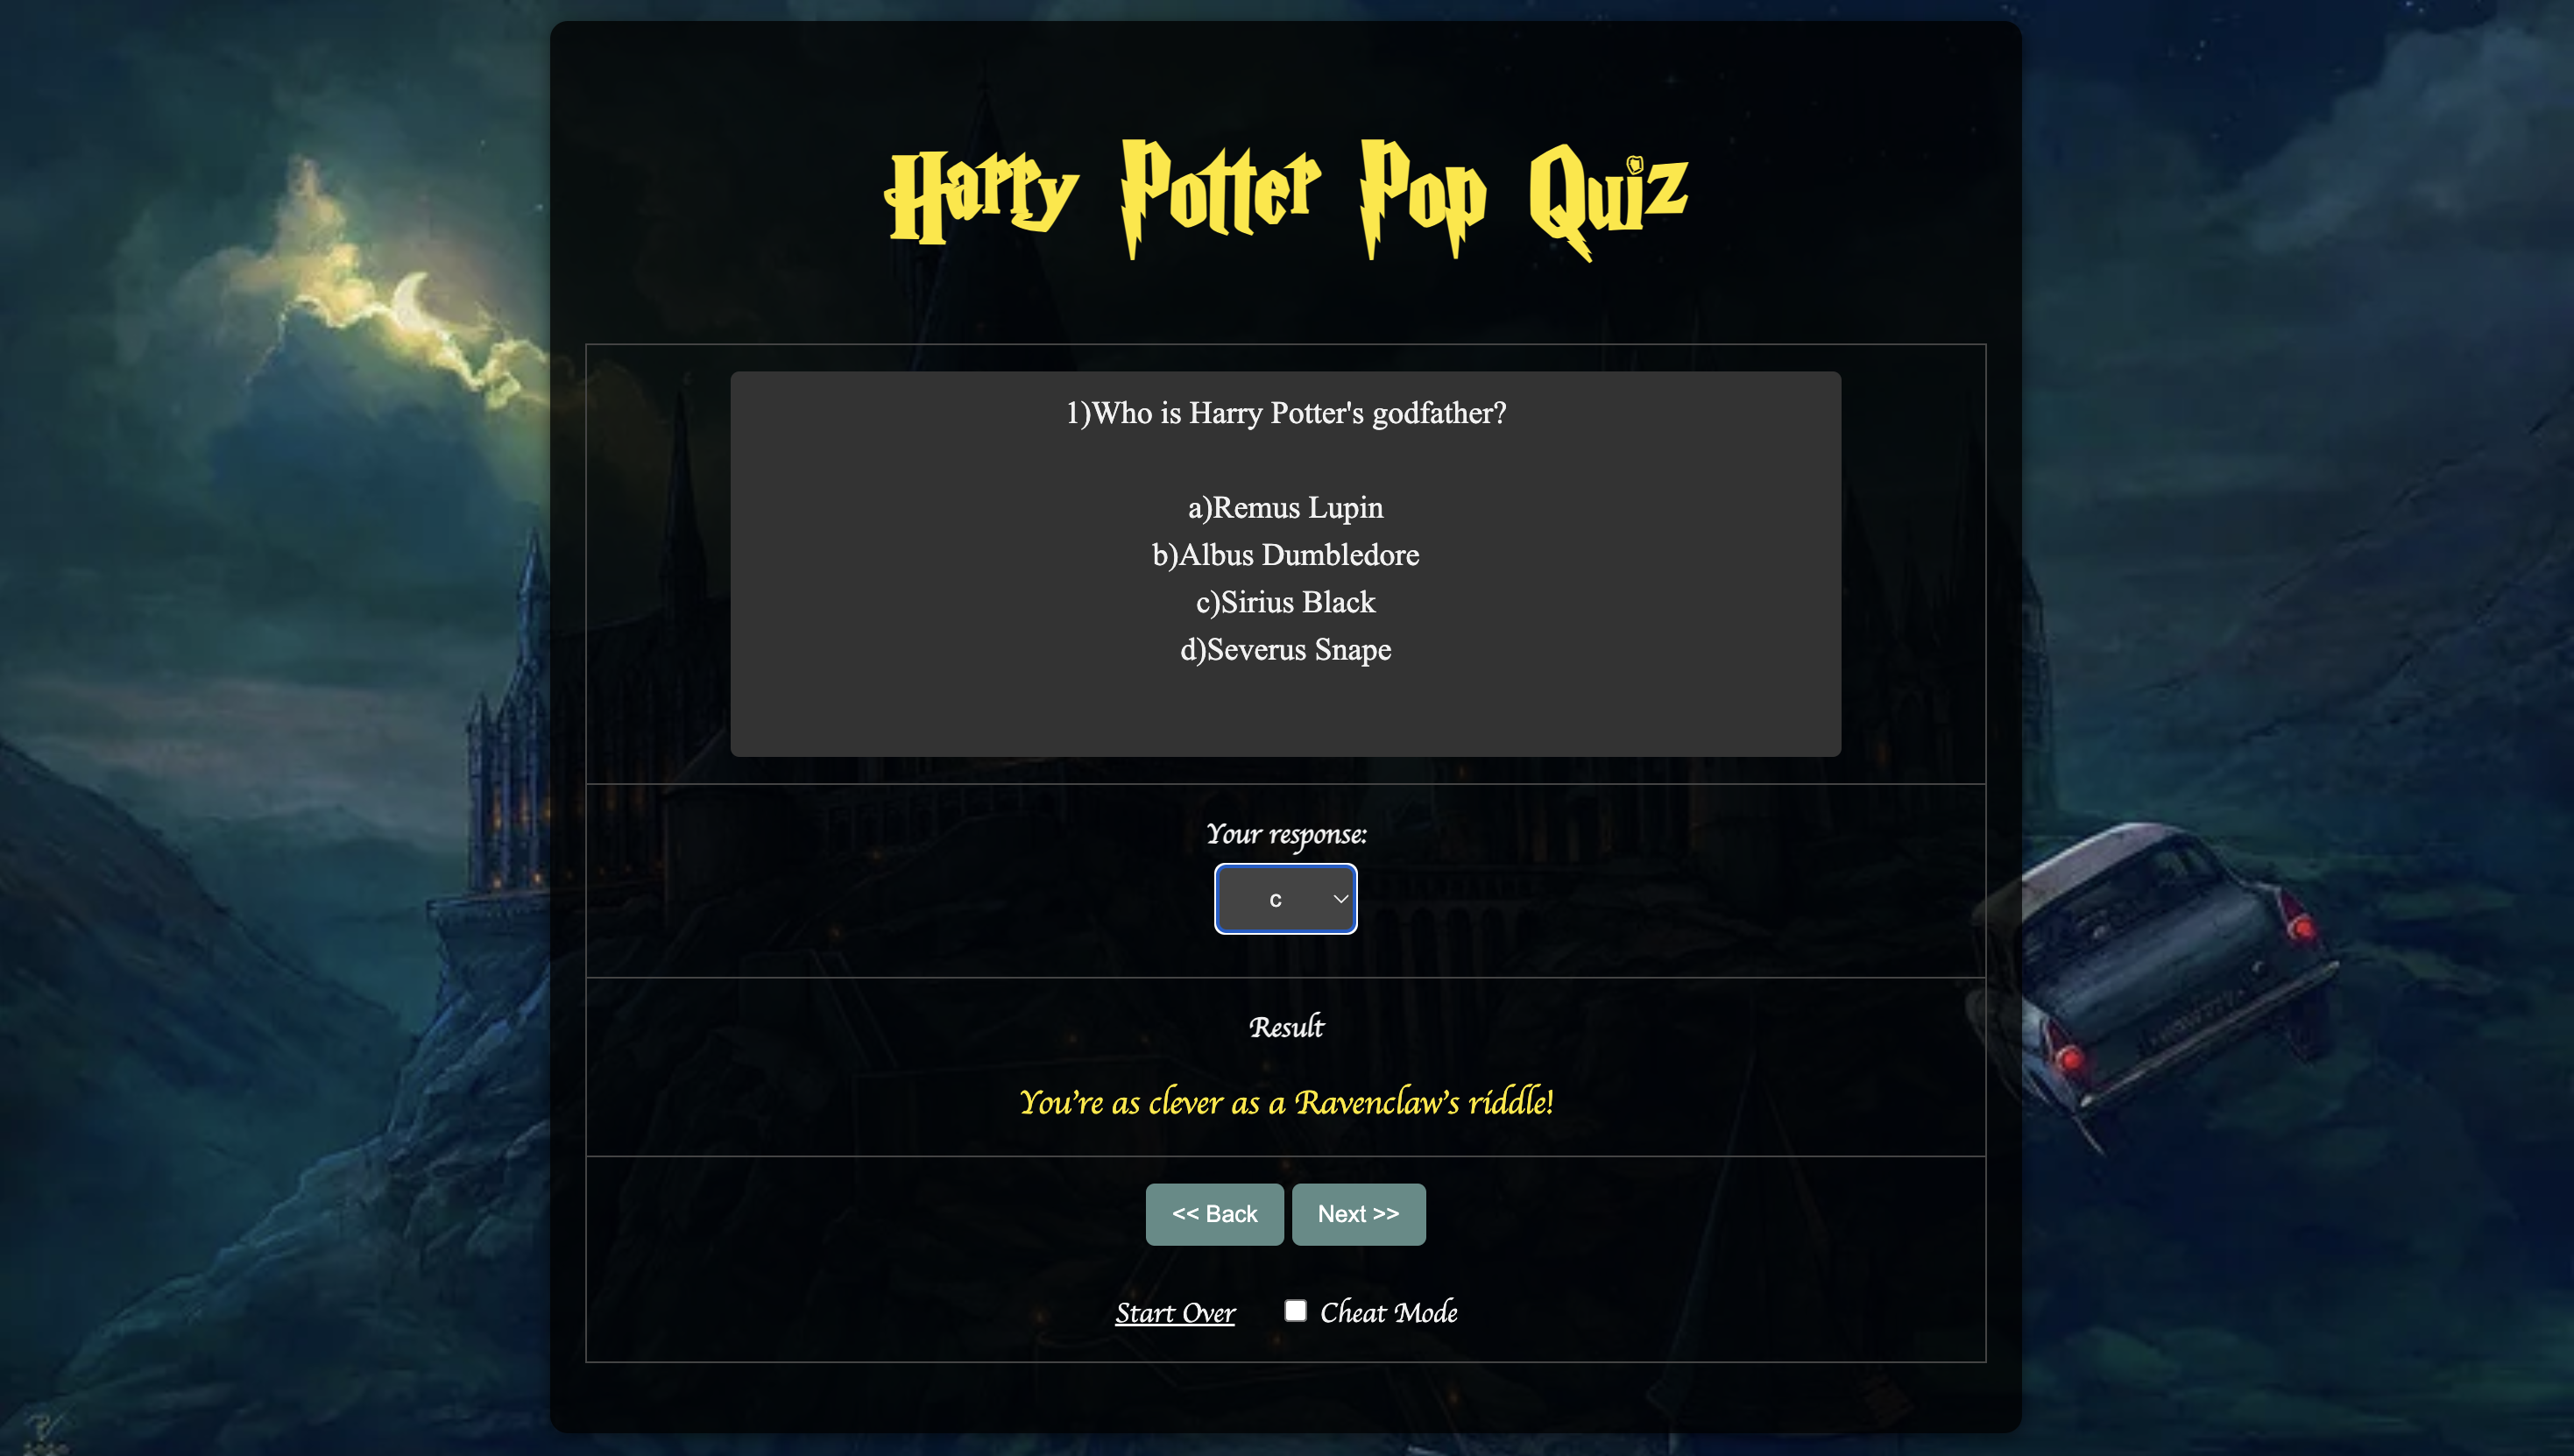 Harry Potter Pop Quiz
1)Who is Harry Potter's godfather?
a)Remus Lupin
b)Albus Dumbledore
c)Sirius Black
d)Severus Snape
Your response:
c
Result
You're as clever as a Ravenclaw's riddle!
<< Back Next >>
Start Over Cheat Mode